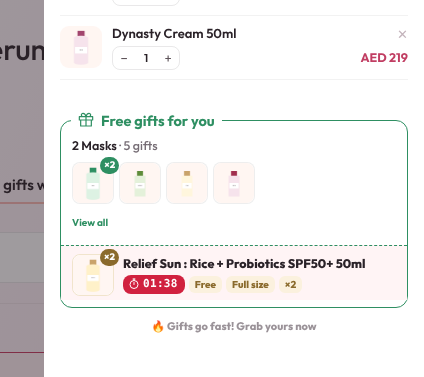 Dynasty Cream 50ml
×
− 1 +
AED 219
erun
gifts w
Free gifts for you
2 Masks · 5 gifts
×2
View all
×2
Relief Sun : Rice + Probiotics SPF50+ 50ml
01:38 Free Full size ×2
🔥 Gifts go fast! Grab yours now